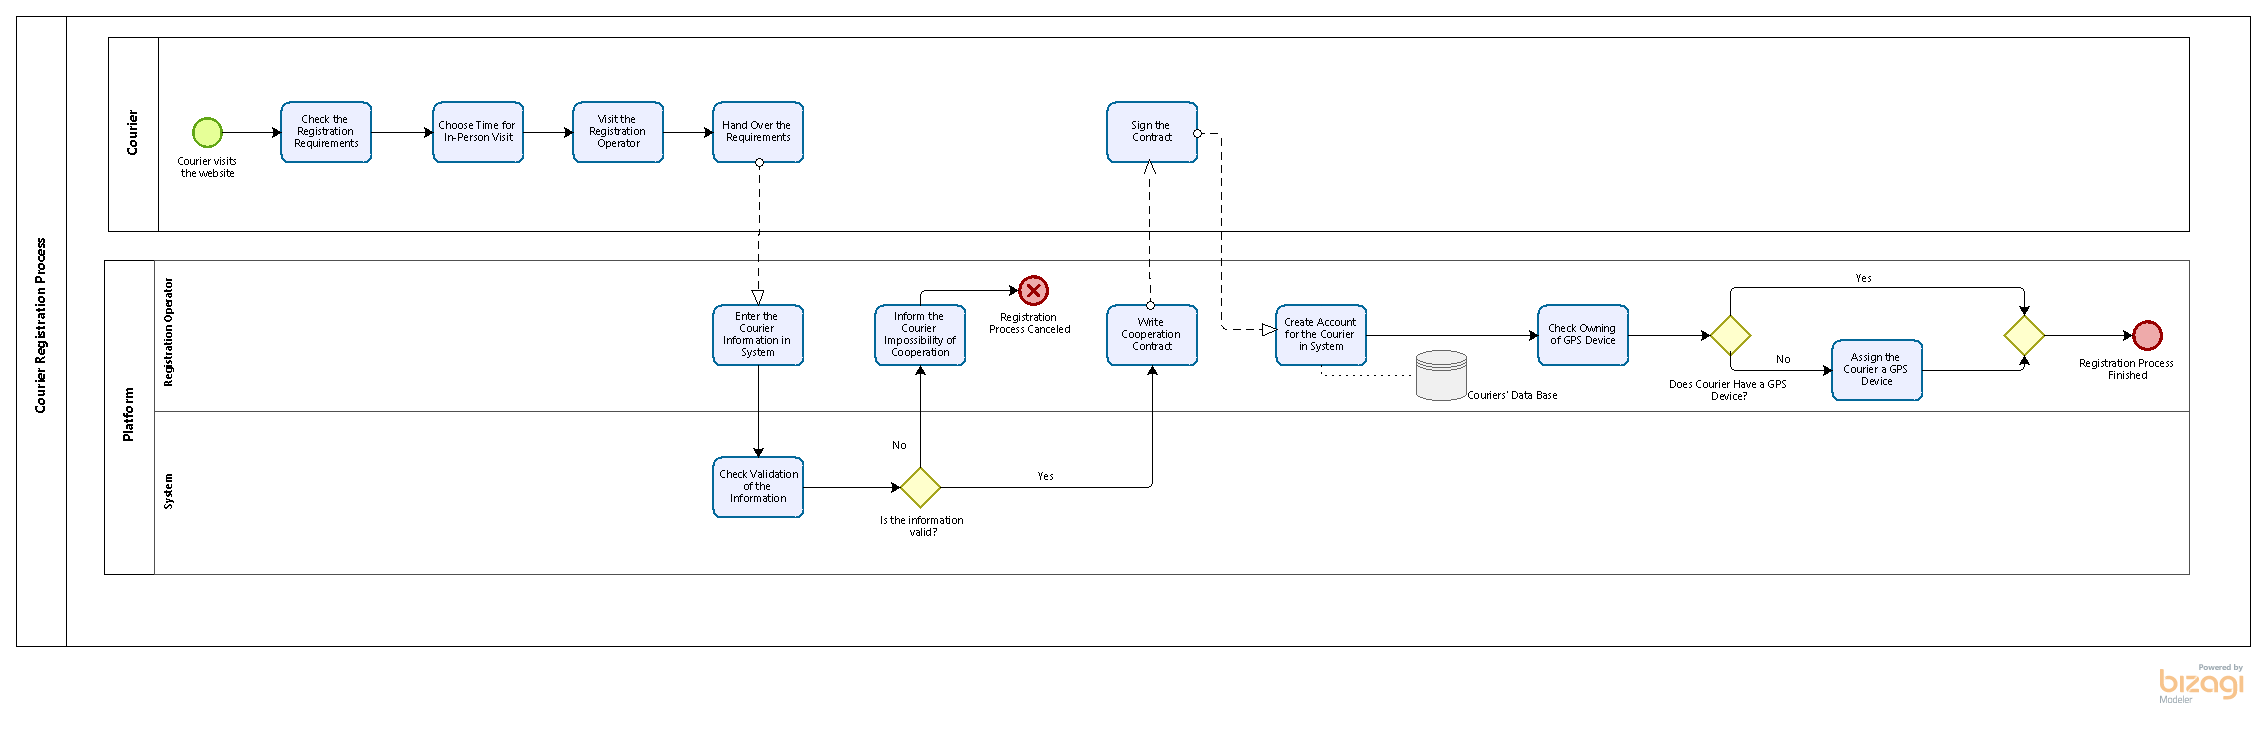 Courier Registration Process
Courier
Courier visits
the website
Check the
Registration
Requirements
Choose Time for
In-Person Visit
Visit the
Registration
Operator
Hand Over the
Requirements
Sign the
Contract
Platform
Registration Operator
Enter the
Courier
Information in
System
Inform the
Courier
Impossibility of
Cooperation
Registration
Process Canceled
Write
Cooperation
Contract
Create Account
for the Courier
in System
Couriers' Data Base
Check Owning
of GPS Device
Yes
No
Does Courier Have a GPS
Device?
Assign the
Courier a GPS
Device
Registration Process
Finished
System
Check Validation
of the
Information
No
Yes
Is the information
valid?
Powered by
bizagi
Modeler